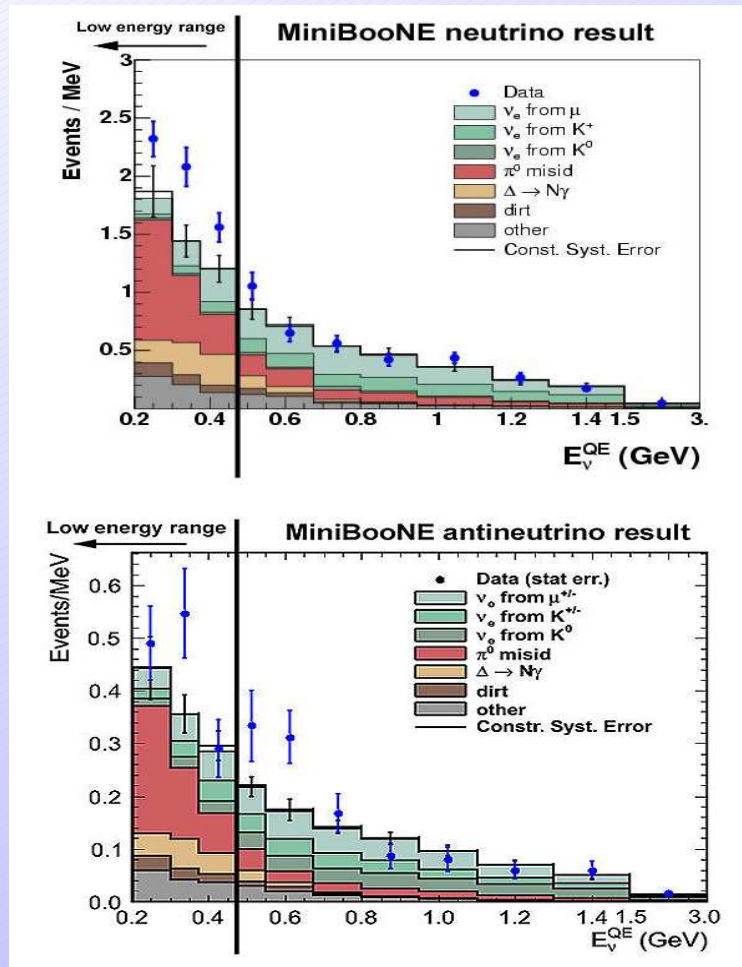 Low energy range
MiniBooNE neutrino result
Events / MeV
3
2.5
2
1.5
1
0.5
Data
νe from μ
νe from K+
νe from K0
π0 misid
Δ → Nγ
dirt
other
Const. Syst. Error
0.2 0.4 0.6 0.8 1 1.2 1.4 1.5 3.
EνQE (GeV)
Low energy range
MiniBooNE antineutrino result
Events/MeV
0.6
0.5
0.4
0.3
0.2
0.1
0.0
Data (stat err.)
νe from μ+/-
νe from K+/-
νe from K0
π0 misid
Δ → Nγ
dirt
other
Constr. Syst. Error
0.2 0.4 0.6 0.8 1.0 1.2 1.4 1.5 3.0
EνQE (GeV)